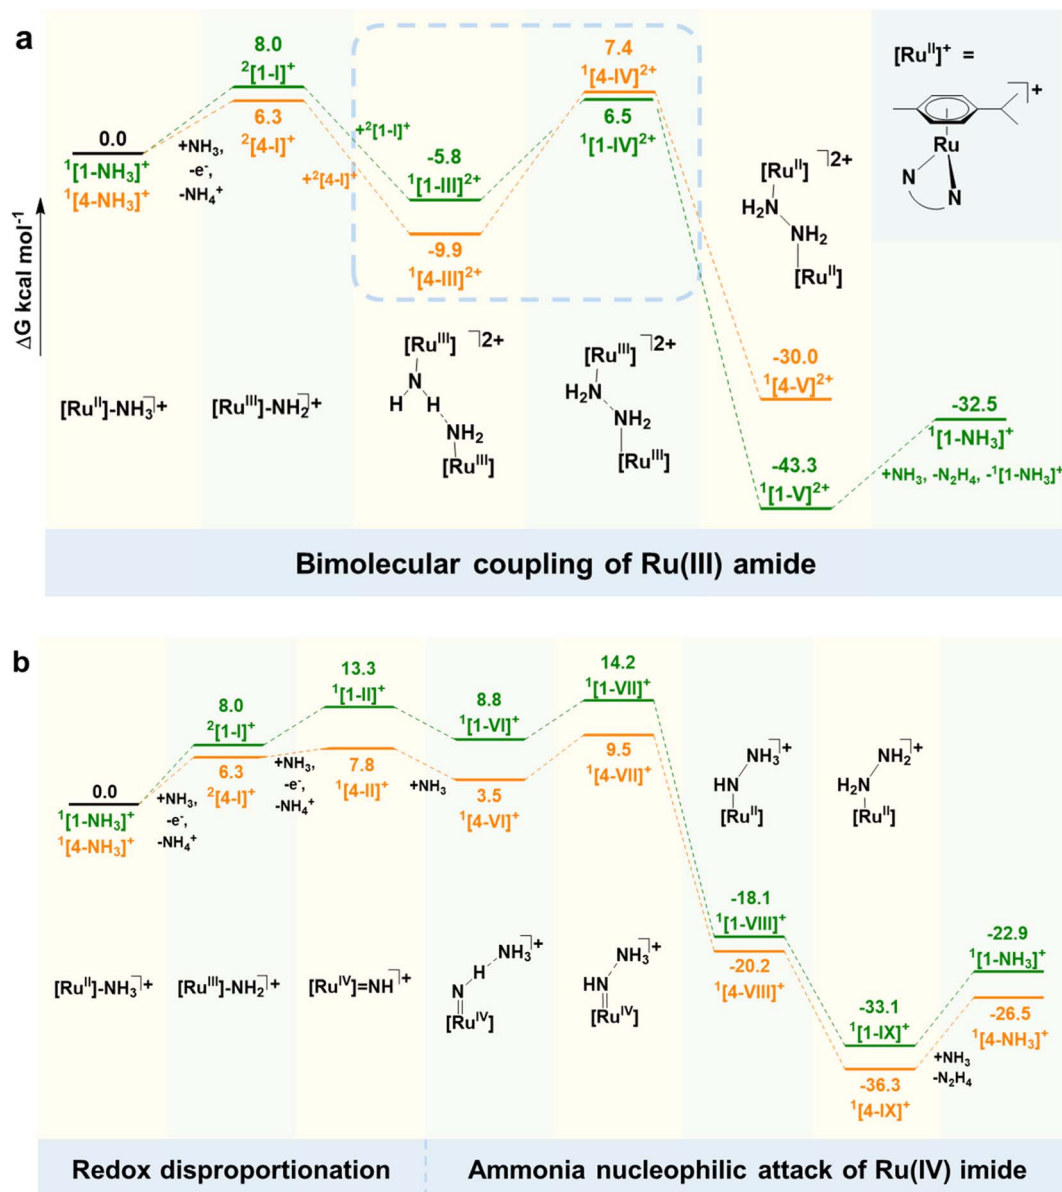 a
8.0
²[1-I]⁺
6.3
²[4-I]⁺
0.0
¹[1-NH₃]⁺
¹[4-NH₃]⁺
+NH₃,
-e⁻,
-NH₄⁺
+²[1-I]⁺
+²[4-I]⁺
-5.8
¹[1-III]²⁺
-9.9
¹[4-III]²⁺
7.4
¹[4-IV]²⁺
6.5
¹[1-IV]²⁺
[Ruᴵᴵ]⁺ =
+
Ru
N
N
ΔG kcal mol⁻¹
[Ruᴵᴵ] 2+
H₂N
NH₂
[Ruᴵᴵ]
[Ruᴵᴵ]-NH₃+
[Ruᴵᴵᴵ]-NH₂+
[Ruᴵᴵᴵ] 2+
N
H H
NH₂
[Ruᴵᴵᴵ]
[Ruᴵᴵᴵ] 2+
H₂N
NH₂
[Ruᴵᴵᴵ]
-30.0
¹[4-V]²⁺
-43.3
¹[1-V]²⁺
-32.5
¹[1-NH₃]⁺
+NH₃, -N₂H₄, -¹[1-NH₃]⁺
Bimolecular coupling of Ru(III) amide
b
0.0
¹[1-NH₃]⁺
¹[4-NH₃]⁺
+NH₃,
-e⁻,
-NH₄⁺
8.0
²[1-I]⁺
6.3
²[4-I]⁺
+NH₃,
-e⁻,
-NH₄⁺
13.3
¹[1-II]⁺
7.8
¹[4-II]⁺
+NH₃
8.8
¹[1-VI]⁺
3.5
¹[4-VI]⁺
14.2
¹[1-VII]⁺
9.5
¹[4-VII]⁺
NH₃+
HN
[Ruᴵᴵ]
NH₂+
H₂N
[Ruᴵᴵ]
[Ruᴵᴵ]-NH₃+
[Ruᴵᴵᴵ]-NH₂+
[Ruᴵⱽ]=NH+
NH₃+
H
N
[Ruᴵⱽ]
NH₃+
HN
[Ruᴵⱽ]
-18.1
¹[1-VIII]⁺
-20.2
¹[4-VIII]⁺
-33.1
¹[1-IX]⁺
-36.3
¹[4-IX]⁺
+NH₃
-N₂H₄
-22.9
¹[1-NH₃]⁺
-26.5
¹[4-NH₃]⁺
Redox disproportionation
Ammonia nucleophilic attack of Ru(IV) imide